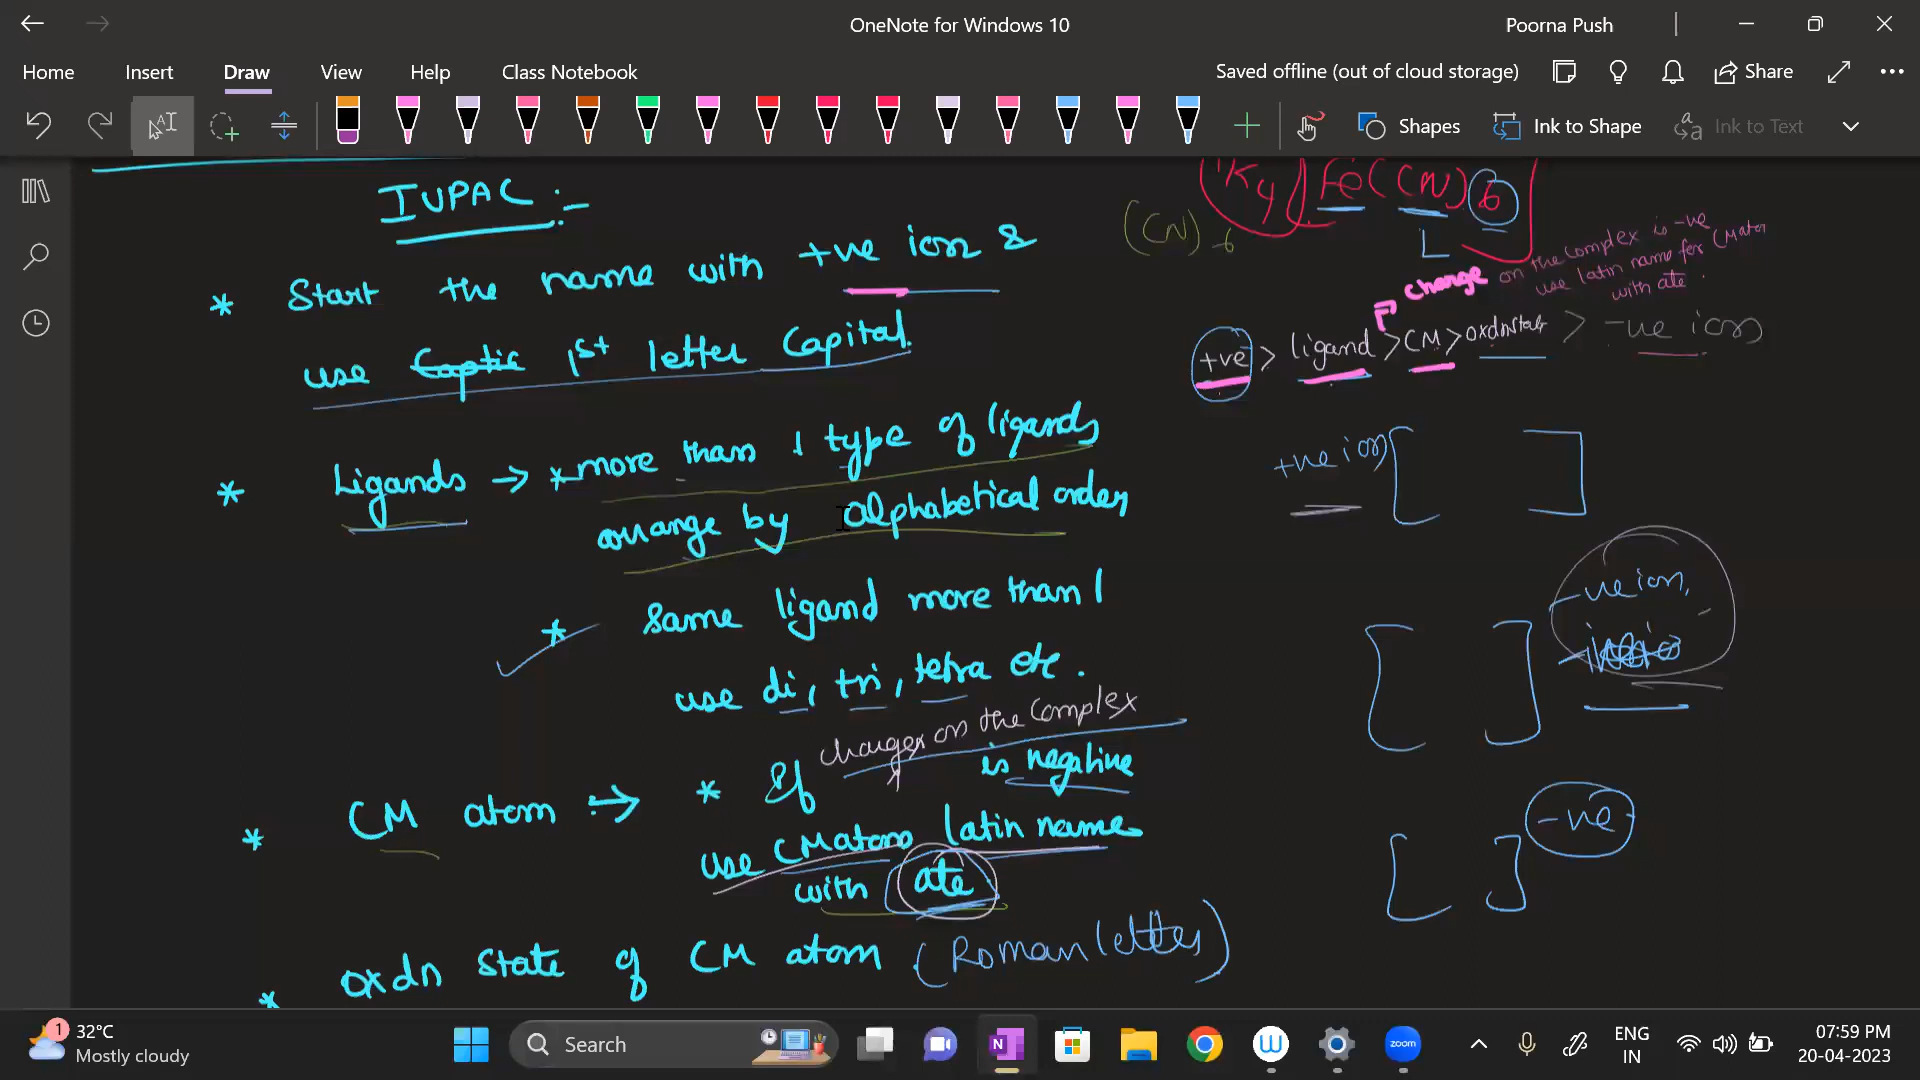 OneNote for Windows 10
Poorna Push
Home Insert Draw View Help Class Notebook
Saved offline (out of cloud storage)
Share
Shapes
Ink to Shape
Ink to Text
IUPAC :-
* Start the name with +ve ion &
use 1st letter Capital.
* Ligands → * more than 1 type of ligands
arrange by alphabetical order
* Same ligand more than 1
use di, tri, tetra etc.
* CM atom → * If charges on the complex
is negative
use CM atom latin name
with ate
* oxdn state of CM atom (Roman letter)
K4 [Fe(CN)6]
L
(CN)-6
change on the complex is -ve
use latin name for CM atom
with ate.
+ve > ligand > CM > oxdn state > -ve ion
+ve ion [ ]
[ ] -ve ion
[ ] -ve
1
32°C
Mostly cloudy
Search
zoom
ENG
IN
07:59 PM
20-04-2023